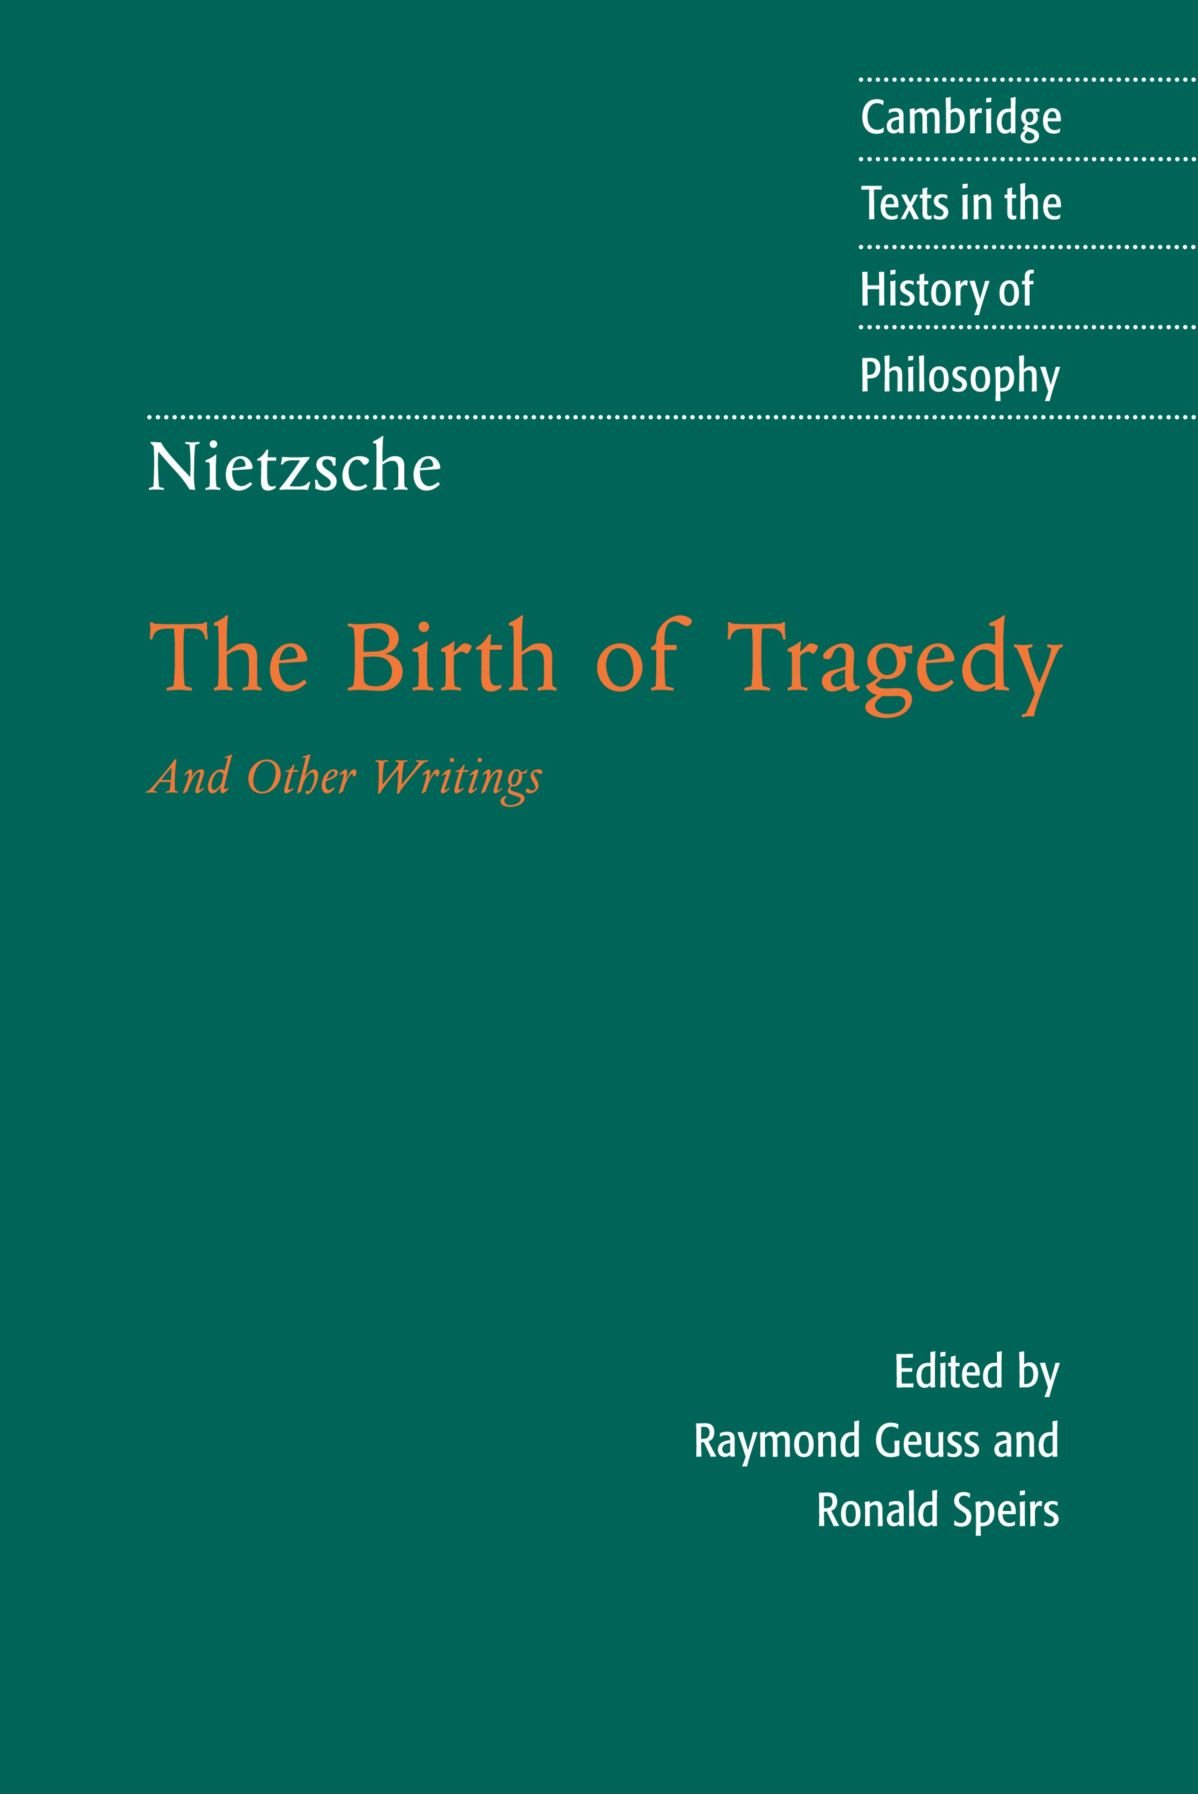 Cambridge
Texts in the
History of
Philosophy
Nietzsche
The Birth of Tragedy
And Other Writings
Edited by
Raymond Geuss and
Ronald Speirs